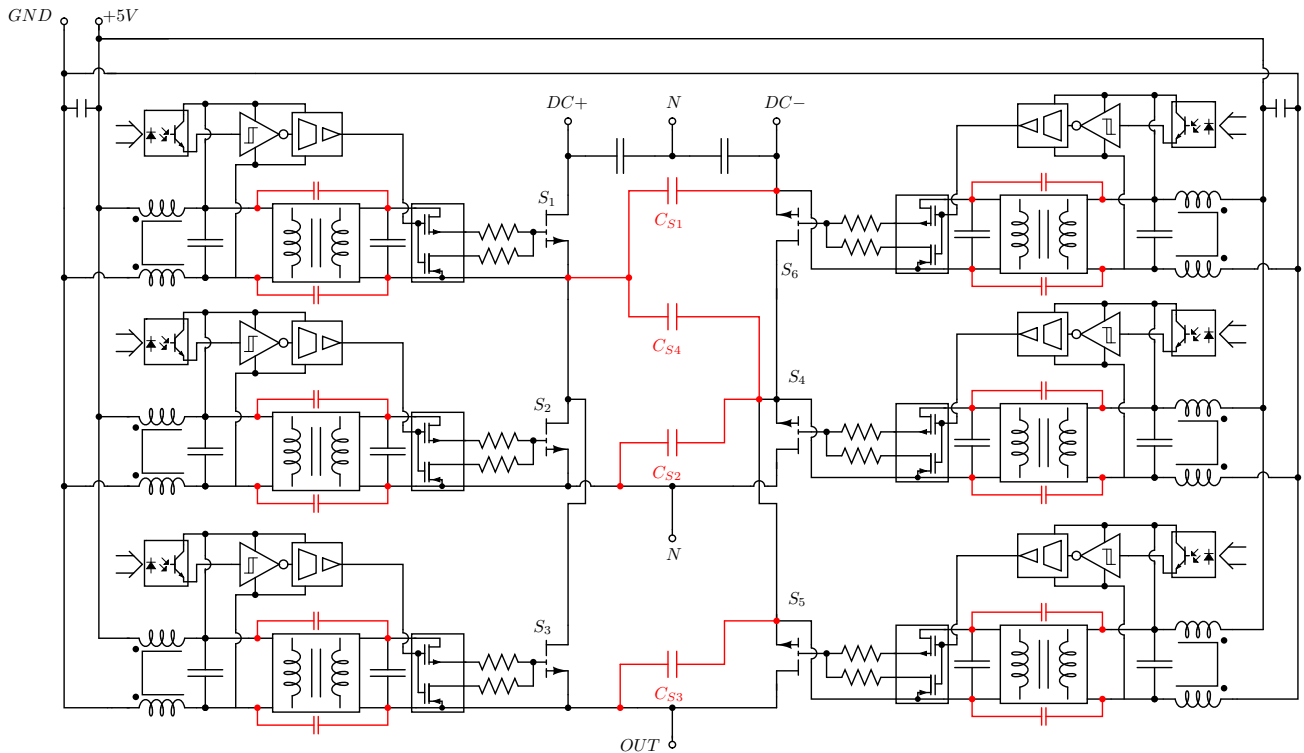 GND +5V
DC+ N DC−
S1
CS1
S6
CS4
S4
S2
CS2
N
S5
S3
CS3
OUT